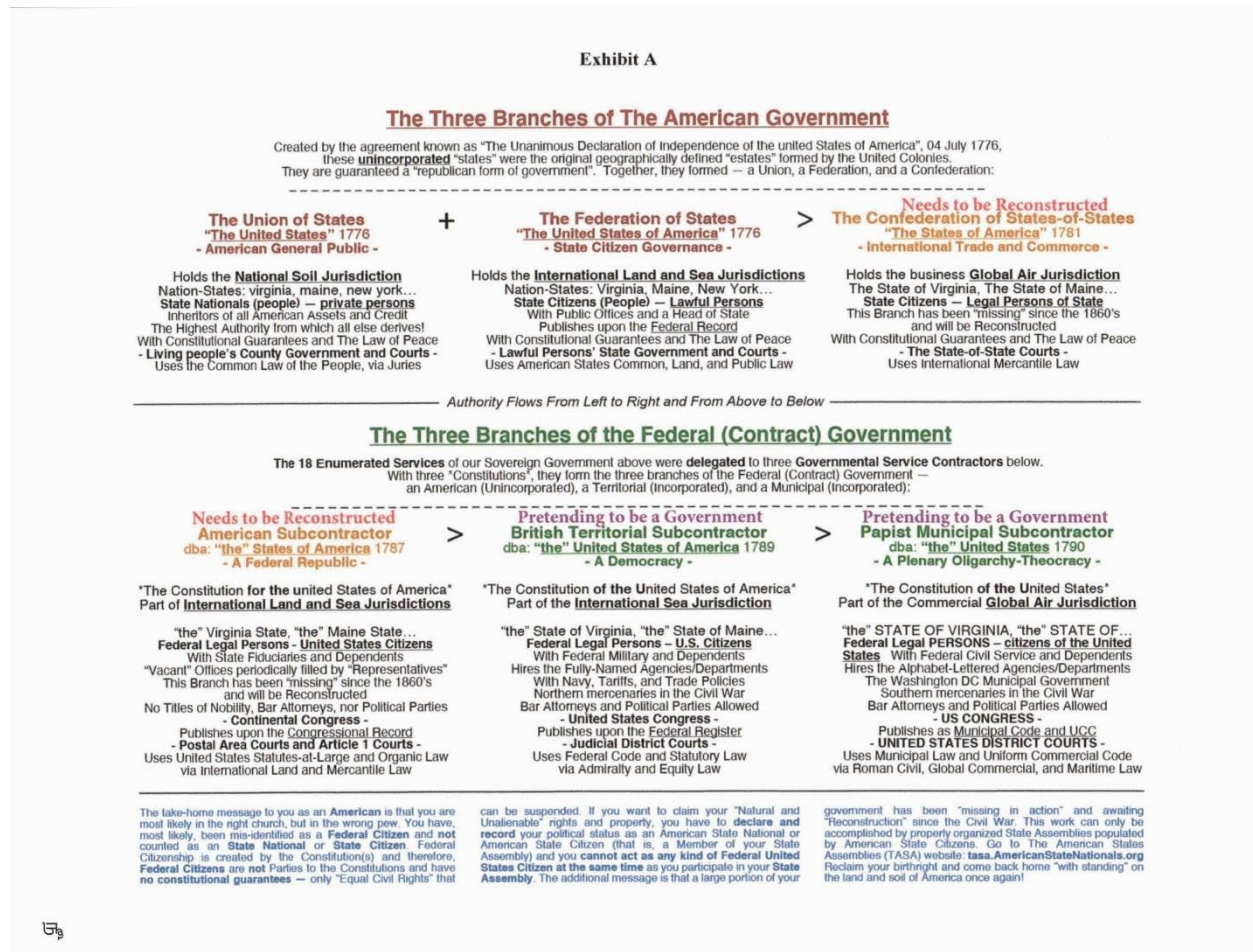 Exhibit A
The Three Branches of The American Government
Created by the agreement known as "The Unanimous Declaration of Independence of the united States of America", 04 July 1776,
these unincorporated "states" were the original geographically defined "estates" formed by the United Colonies.
They are guaranteed a "republican form of government". Together, they formed — a Union, a Federation, and a Confederation:
The Union of States
"The United States" 1776
- American General Public -
Holds the National Soil Jurisdiction
Nation-States: virginia, maine, new york...
State Nationals (people) — private persons
Inheritors of all American Assets and Credit
The Highest Authority from which all else derives!
With Constitutional Guarantees and The Law of Peace
- Living people's County Government and Courts -
Uses the Common Law of the People, via Juries
+
The Federation of States
"The United States of America" 1776
- State Citizen Governance -
Holds the International Land and Sea Jurisdictions
Nation-States: Virginia, Maine, New York...
State Citizens (People) — Lawful Persons
With Public Offices and a Head of State
Publishes upon the Federal Record
With Constitutional Guarantees and The Law of Peace
- Lawful Persons' State Government and Courts -
Uses American States Common, Land, and Public Law
>
Needs to be Reconstructed
The Confederation of States-of-States
"The States of America" 1781
- International Trade and Commerce -
Holds the business Global Air Jurisdiction
The State of Virginia, The State of Maine...
State Citizens — Legal Persons of State
This Branch has been "missing" since the 1860's
and will be Reconstructed
With Constitutional Guarantees and The Law of Peace
- The State-of-State Courts -
Uses International Mercantile Law
Authority Flows From Left to Right and From Above to Below
The Three Branches of the Federal (Contract) Government
The 18 Enumerated Services of our Sovereign Government above were delegated to three Governmental Service Contractors below.
With three "Constitutions", they form the three branches of the Federal (Contract) Government —
an American (Unincorporated), a Territorial (Incorporated), and a Municipal (Incorporated):
Needs to be Reconstructed
American Subcontractor
dba: "the" States of America 1787
- A Federal Republic -
"The Constitution for the united States of America"
Part of International Land and Sea Jurisdictions
"the" Virginia State, "the" Maine State...
Federal Legal Persons - United States Citizens
With State Fiduciaries and Dependents
"Vacant" Offices periodically filled by "Representatives"
This Branch has been "missing" since the 1860's
and will be Reconstructed
No Titles of Nobility, Bar Attorneys, nor Political Parties
- Continental Congress -
Publishes upon the Congressional Record
- Postal Area Courts and Article 1 Courts -
Uses United States Statutes-at-Large and Organic Law
via International Land and Mercantile Law
>
Pretending to be a Government
British Territorial Subcontractor
dba: "the" United States of America 1789
- A Democracy -
"The Constitution of the United States of America"
Part of the International Sea Jurisdiction
"the" State of Virginia, "the" State of Maine...
Federal Legal Persons – U.S. Citizens
With Federal Military and Dependents
Hires the Fully-Named Agencies/Departments
With Navy, Tariffs, and Trade Policies
Northern mercenaries in the Civil War
Bar Attorneys and Political Parties Allowed
- United States Congress -
Publishes upon the Federal Register
- Judicial District Courts -
Uses Federal Code and Statutory Law
via Admiralty and Equity Law
>
Pretending to be a Government
Papist Municipal Subcontractor
dba: "the" United States 1790
- A Plenary Oligarchy-Theocracy -
"The Constitution of the United States"
Part of the Commercial Global Air Jurisdiction
"the" STATE OF VIRGINIA, "the" STATE OF...
Federal Legal PERSONS – citizens of the United
States With Federal Civil Service and Dependents
Hires the Alphabet-Lettered Agencies/Departments
The Washington DC Municipal Government
Southern mercenaries in the Civil War
Bar Attorneys and Political Parties Allowed
- US CONGRESS -
Publishes as Municipal Code and UCC
- UNITED STATES DISTRICT COURTS -
Uses Municipal Law and Uniform Commercial Code
via Roman Civil, Global Commercial, and Maritime Law
The take-home message to you as an American is that you are
most likely in the right church, but in the wrong pew. You have,
most likely, been mis-identified as a Federal Citizen and not
counted as an State National or State Citizen. Federal
Citizenship is created by the Constitution(s) and therefore,
Federal Citizens are not Parties to the Constitutions and have
no constitutional guarantees — only "Equal Civil Rights" that
can be suspended. If you want to claim your "Natural and
Unalienable" rights and property, you have to declare and
record your political status as an American State National or
American State Citizen (that is, a Member of your State
Assembly) and you cannot act as any kind of Federal United
States Citizen at the same time as you participate in your State
Assembly. The additional message is that a large portion of your
government has been "missing in action" and awaiting
"Reconstruction" since the Civil War. This work can only be
accomplished by properly organized State Assemblies populated
by American State Citizens. Go to The American States
Assemblies (TASA) website: tasa.AmericanStateNationals.org
Reclaim your birthright and come back home "with standing" on
the land and soil of America once again!